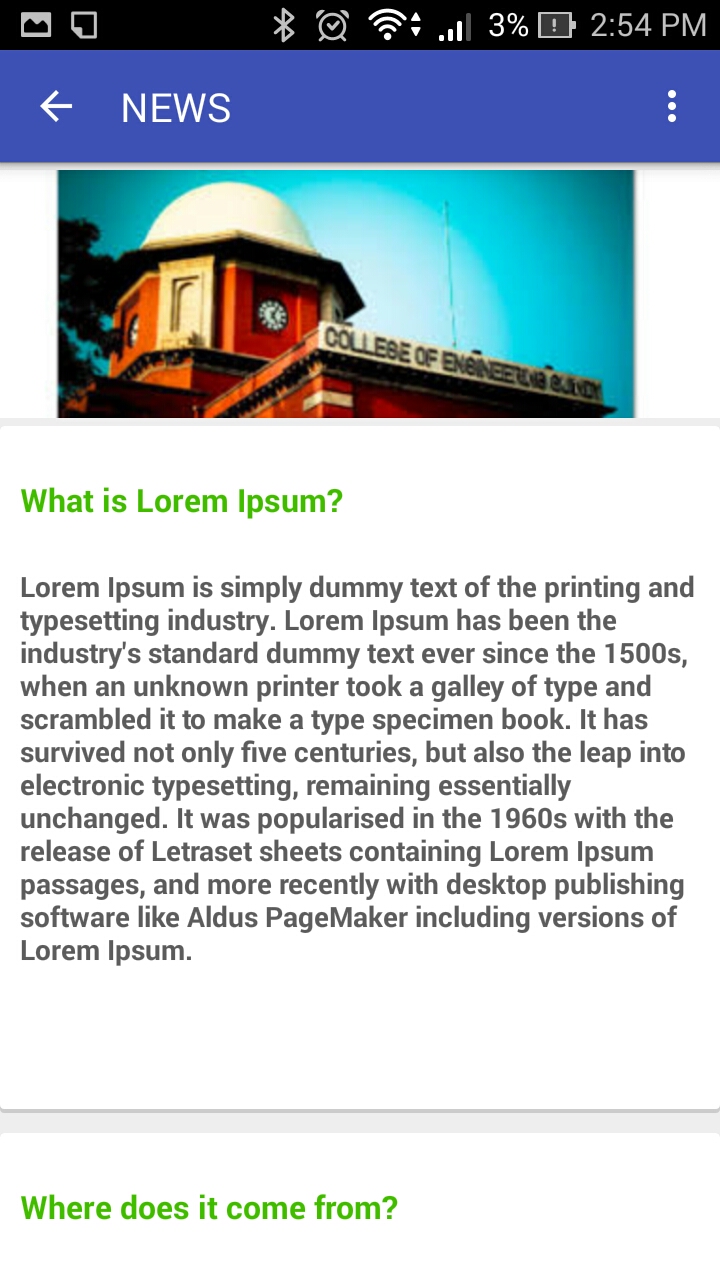 3% 2:54 PM
NEWS
COLLEGE OF ENGINEERING GUINDY
What is Lorem Ipsum?
Lorem Ipsum is simply dummy text of the printing and
typesetting industry. Lorem Ipsum has been the
industry's standard dummy text ever since the 1500s,
when an unknown printer took a galley of type and
scrambled it to make a type specimen book. It has
survived not only five centuries, but also the leap into
electronic typesetting, remaining essentially
unchanged. It was popularised in the 1960s with the
release of Letraset sheets containing Lorem Ipsum
passages, and more recently with desktop publishing
software like Aldus PageMaker including versions of
Lorem Ipsum.
Where does it come from?